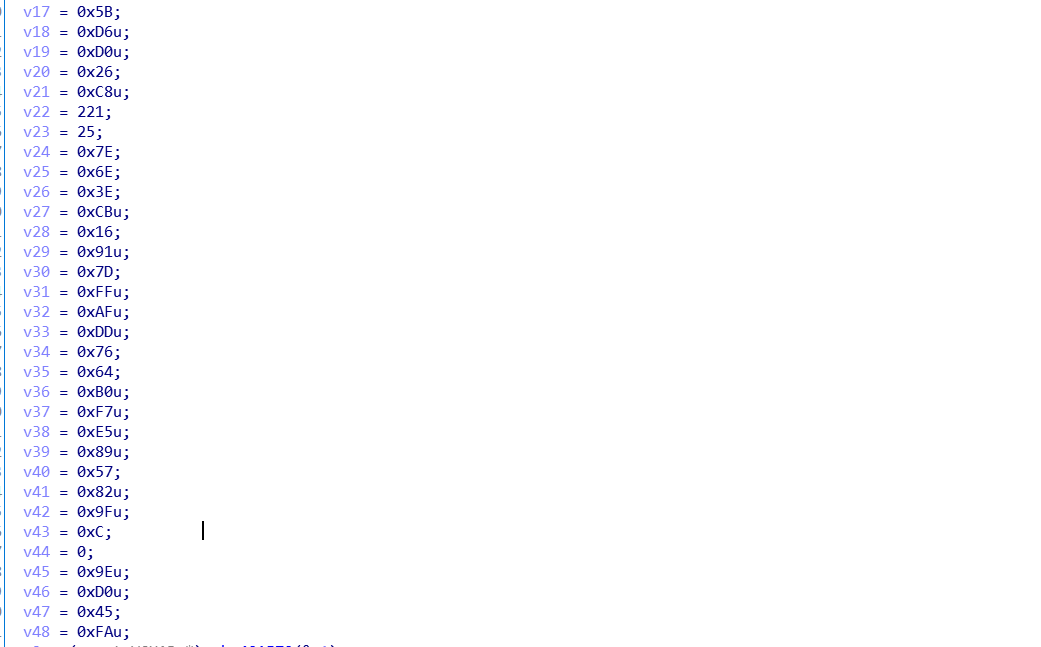 v17 = 0x5B;
v18 = 0xD6u;
v19 = 0xD0u;
v20 = 0x26;
v21 = 0xC8u;
v22 = 221;
v23 = 25;
v24 = 0x7E;
v25 = 0x6E;
v26 = 0x3E;
v27 = 0xCBu;
v28 = 0x16;
v29 = 0x91u;
v30 = 0x7D;
v31 = 0xFFu;
v32 = 0xAFu;
v33 = 0xDDu;
v34 = 0x76;
v35 = 0x64;
v36 = 0xB0u;
v37 = 0xF7u;
v38 = 0xE5u;
v39 = 0x89u;
v40 = 0x57;
v41 = 0x82u;
v42 = 0x9Fu;
v43 = 0xC;
v44 = 0;
v45 = 0x9Eu;
v46 = 0xD0u;
v47 = 0x45;
v48 = 0xFAu;